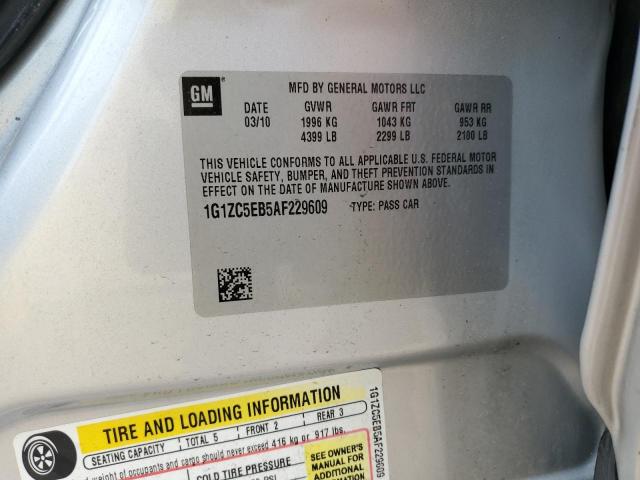 GM
MFD BY GENERAL MOTORS LLC
DATE GVWR GAWR FRT GAWR RR
03/10 1996 KG 1043 KG 953 KG
4399 LB 2299 LB 2100 LB
THIS VEHICLE CONFORMS TO ALL APPLICABLE U.S. FEDERAL MOTOR
VEHICLE SAFETY, BUMPER, AND THEFT PREVENTION STANDARDS IN
EFFECT ON THE DATE OF MANUFACTURE SHOWN ABOVE.
1G1ZC5EB5AF229609 TYPE: PASS CAR
TIRE AND LOADING INFORMATION
SEATING CAPACITY TOTAL 5 FRONT 2 REAR 3
weight of occupants and cargo should never exceed 416 kg or 917 lbs.
COLD TIRE PRESSURE
SEE OWNER'S
MANUAL FOR
ADDITIONAL
1G1ZC5EB5AF229609